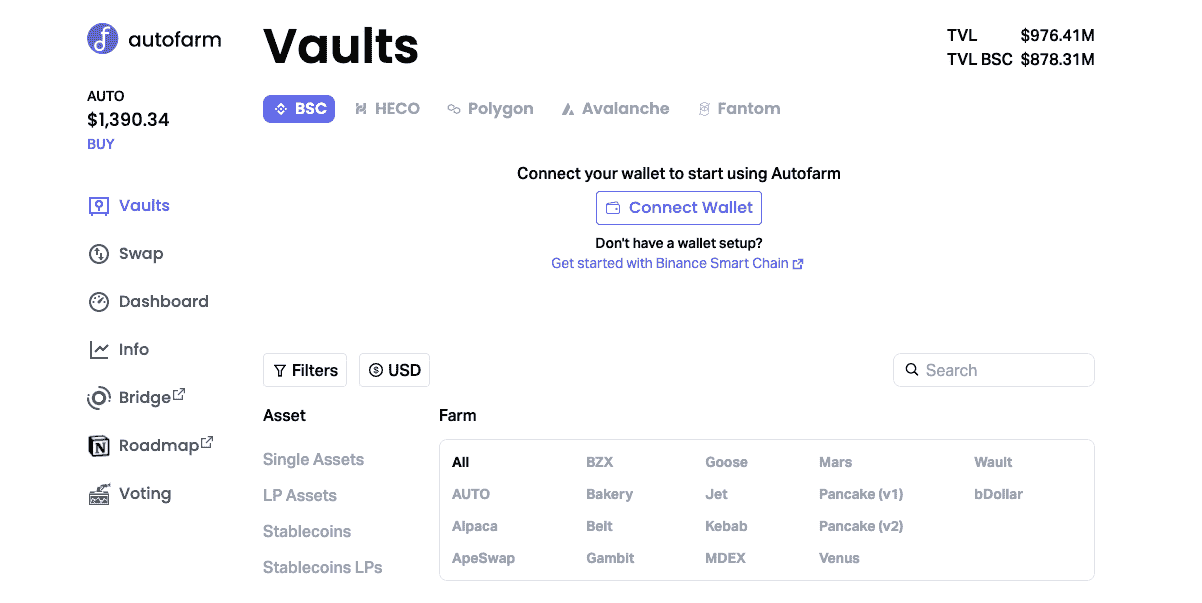 autofarm
AUTO
$1,390.34
BUY
Vaults
Swap
Dashboard
Info
Bridge
Roadmap
Voting
Vaults
TVL $976.41M
TVL BSC $878.31M
BSC HECO Polygon Avalanche Fantom
Connect your wallet to start using Autofarm
Connect Wallet
Don't have a wallet setup?
Get started with Binance Smart Chain
Filters USD Search
Asset
Single Assets
LP Assets
Stablecoins
Stablecoins LPs
Farm
All BZX Goose Mars Wault
AUTO Bakery Jet Pancake (v1) bDollar
Alpaca Belt Kebab Pancake (v2)
ApeSwap Gambit MDEX Venus